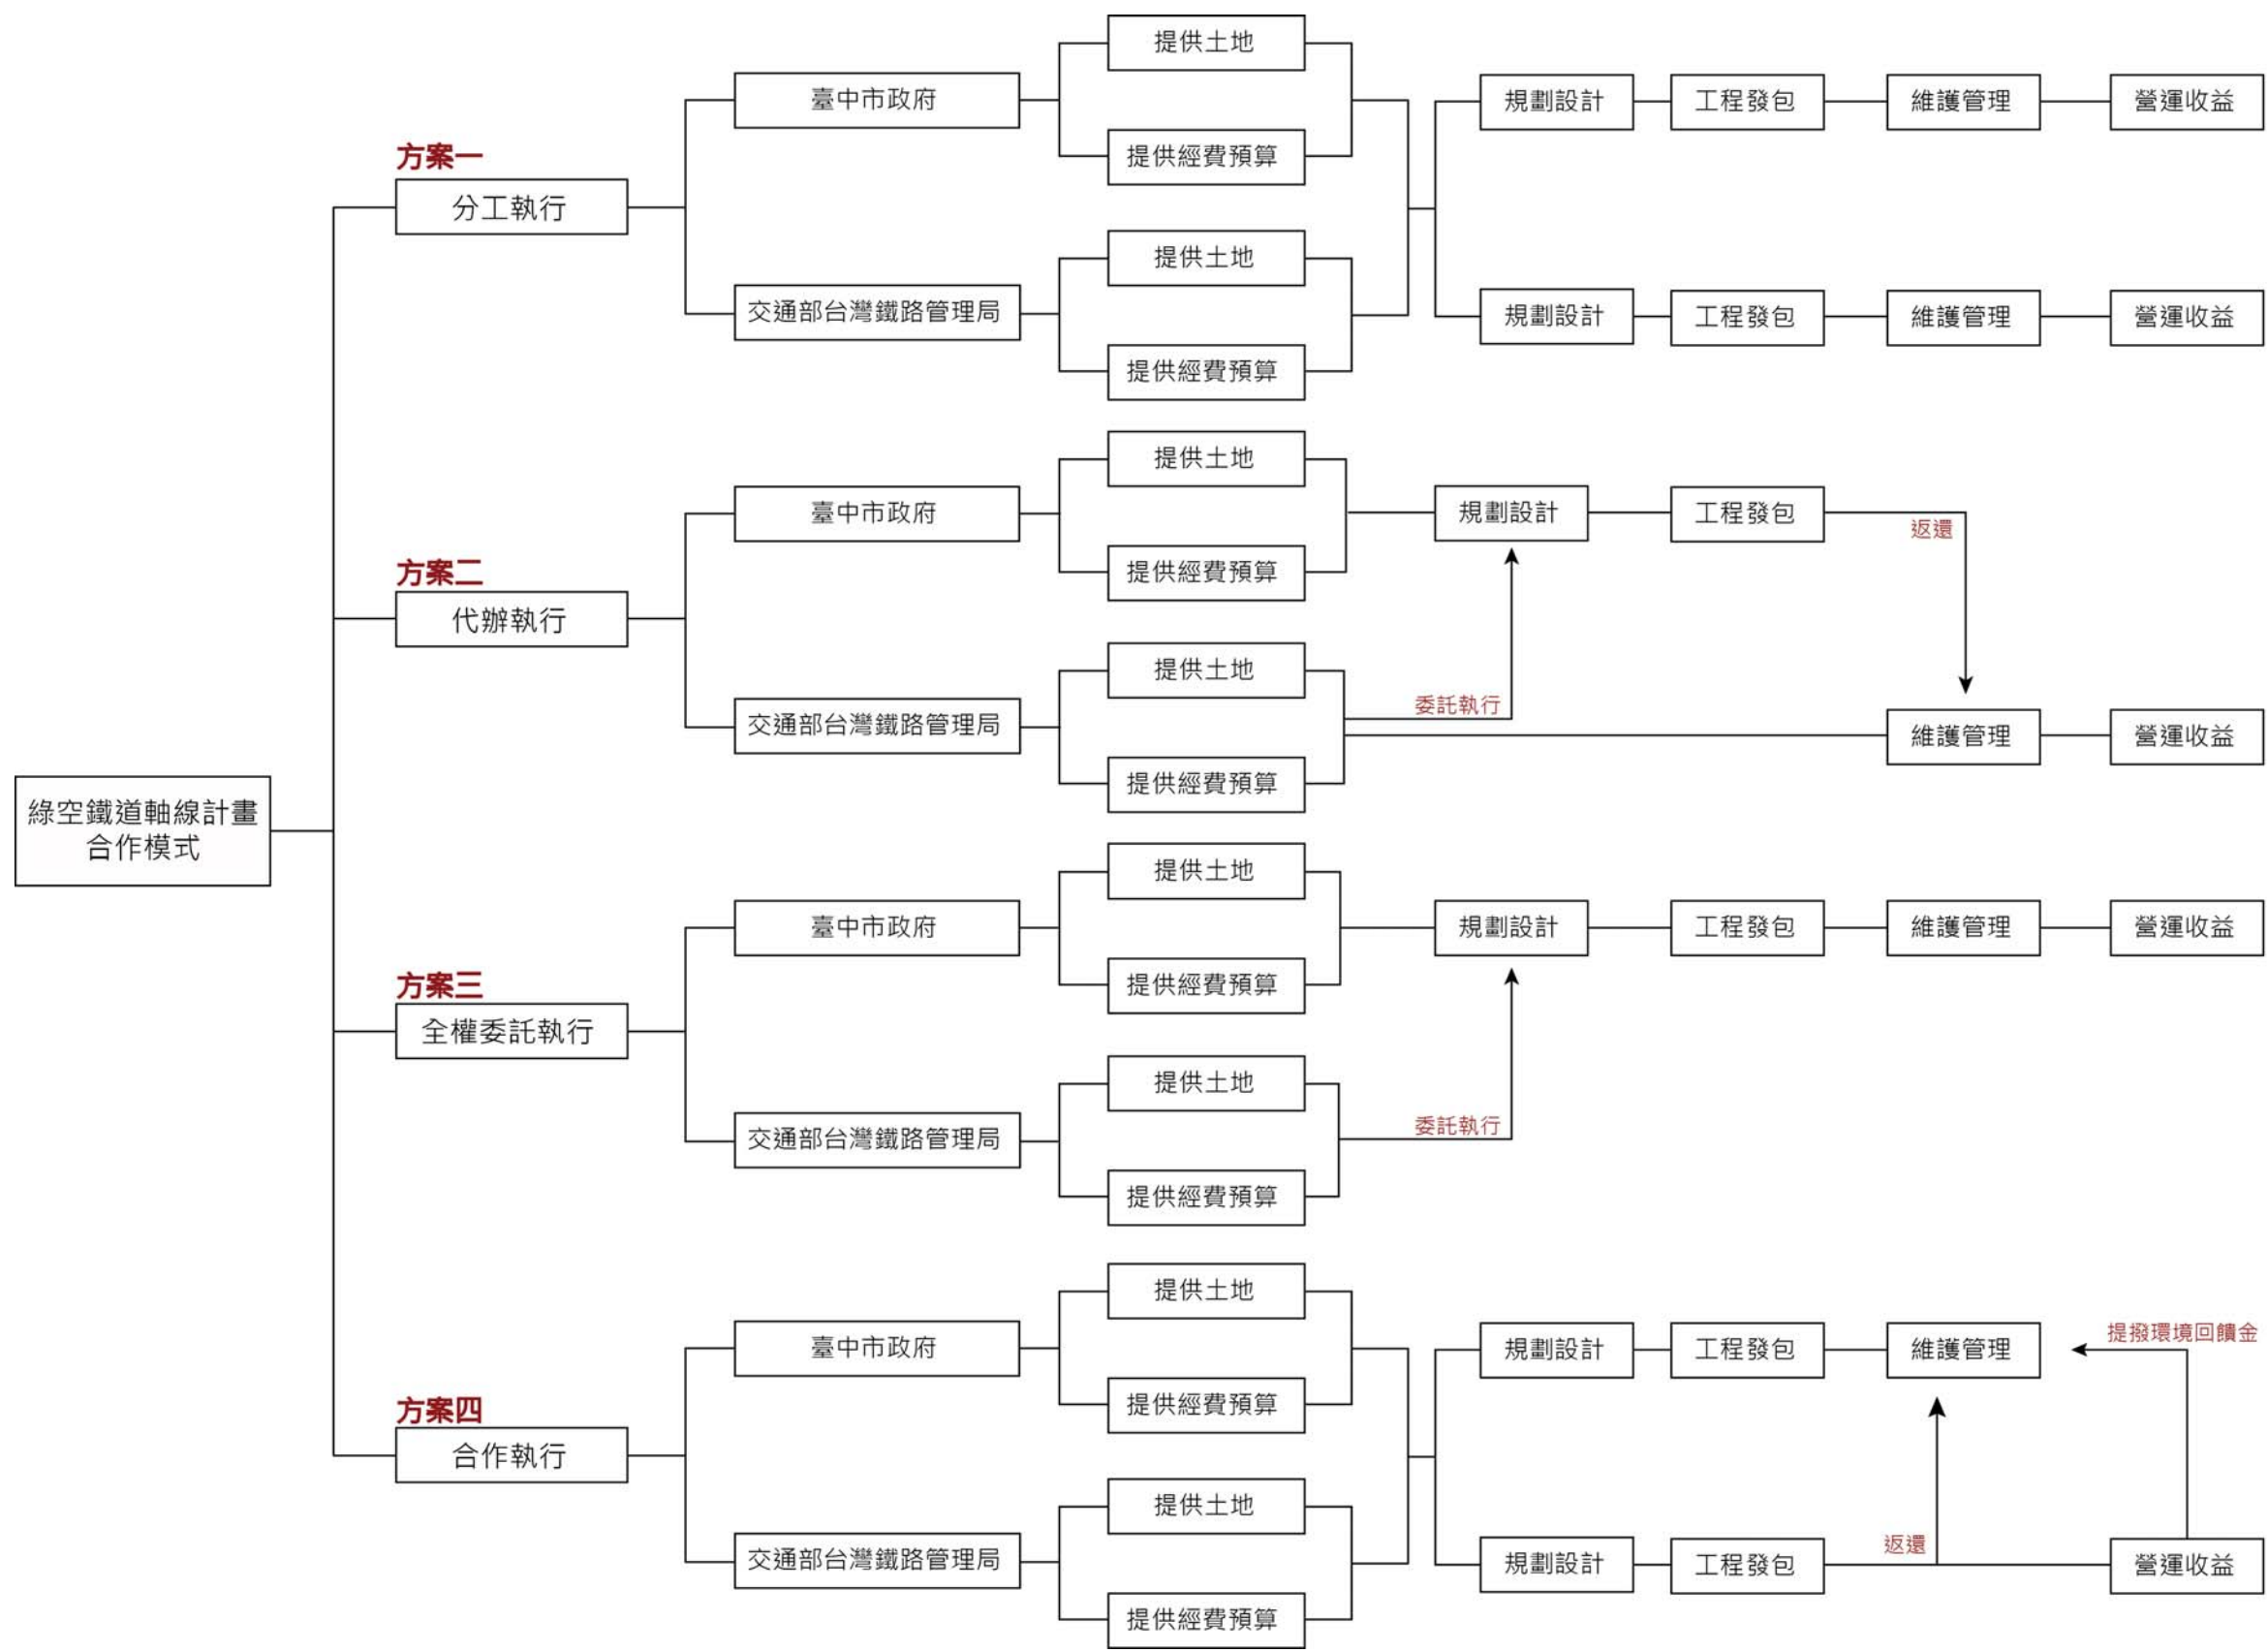 綠空鐵道軸線計畫
合作模式
方案一
分工執行
臺中市政府
提供土地
提供經費預算
交通部台灣鐵路管理局
提供土地
提供經費預算
規劃設計
工程發包
維護管理
營運收益
規劃設計
工程發包
維護管理
營運收益
方案二
代辦執行
臺中市政府
提供土地
提供經費預算
規劃設計
工程發包
返還
交通部台灣鐵路管理局
提供土地
提供經費預算
委託執行
維護管理
營運收益
方案三
全權委託執行
臺中市政府
提供土地
提供經費預算
規劃設計
工程發包
維護管理
營運收益
交通部台灣鐵路管理局
提供土地
提供經費預算
委託執行
方案四
合作執行
臺中市政府
提供土地
提供經費預算
交通部台灣鐵路管理局
提供土地
提供經費預算
規劃設計
工程發包
維護管理
提撥環境回饋金
規劃設計
工程發包
返還
營運收益